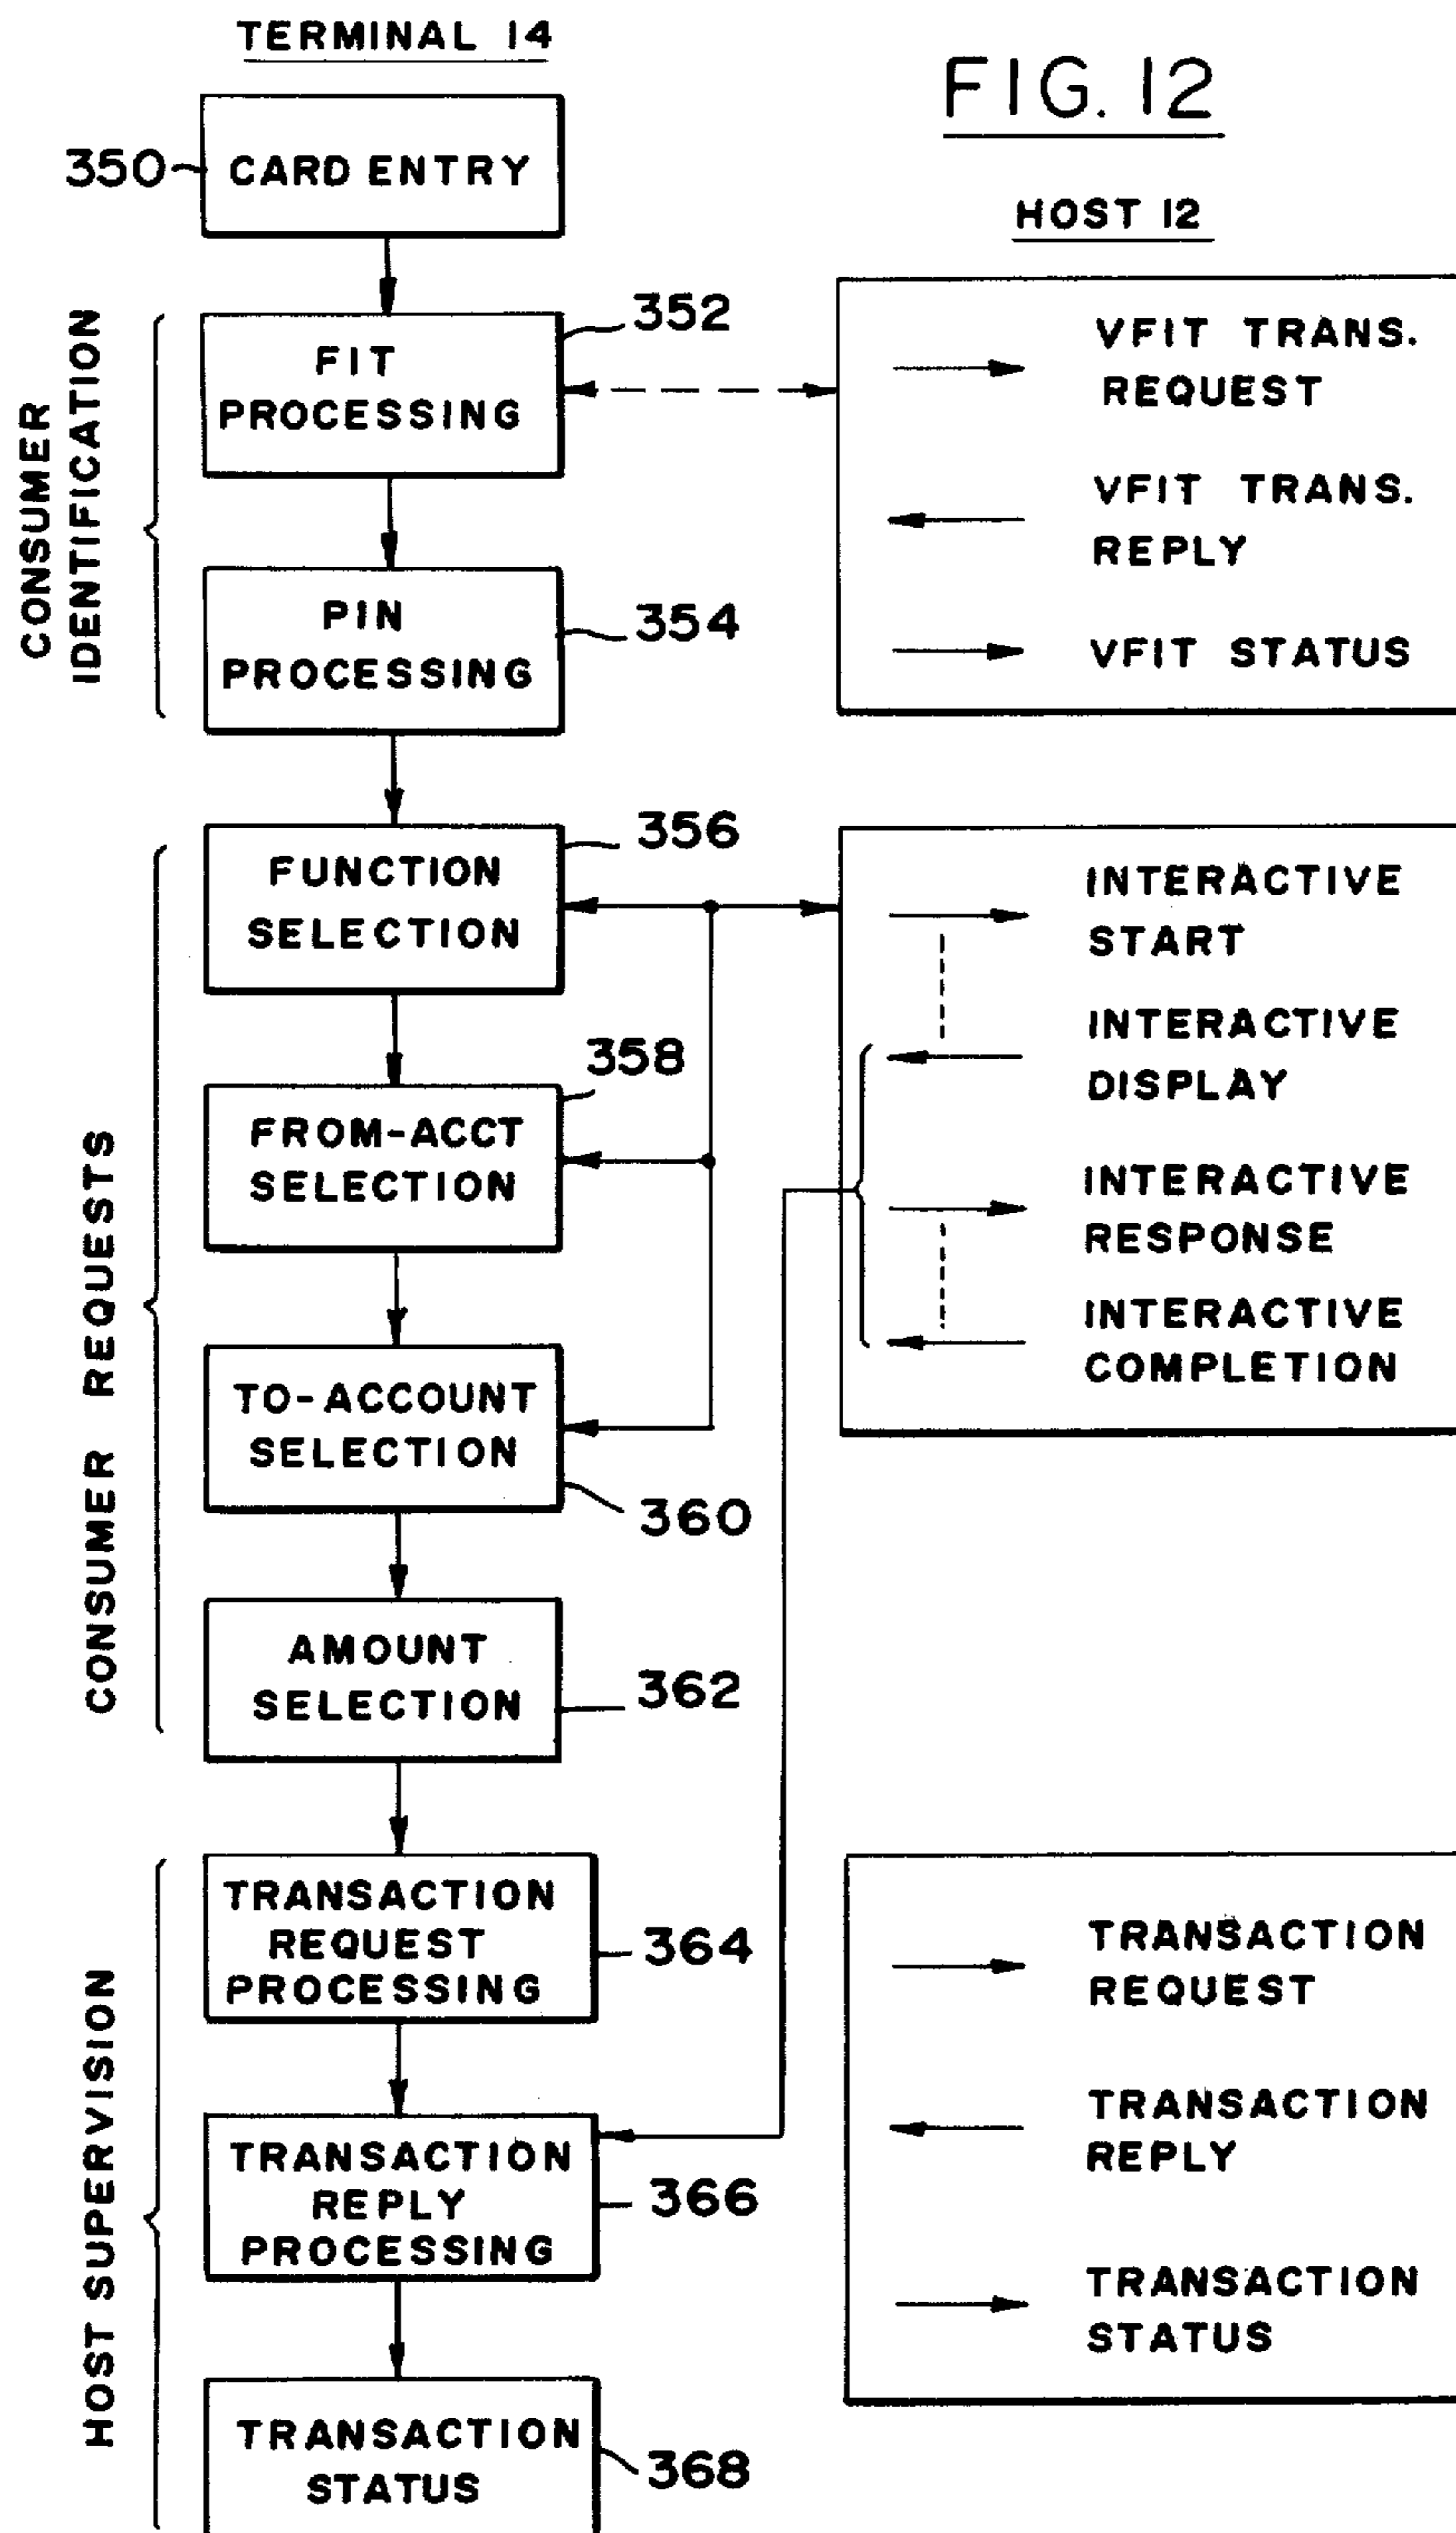 TERMINAL 14
FIG. 12
350
CARD ENTRY
HOST 12
CONSUMER
IDENTIFICATION
352
FIT
PROCESSING
VFIT TRANS.
REQUEST
VFIT TRANS.
REPLY
VFIT STATUS
PIN
PROCESSING
354
CONSUMER REQUESTS
356
FUNCTION
SELECTION
INTERACTIVE
START
INTERACTIVE
DISPLAY
INTERACTIVE
RESPONSE
INTERACTIVE
COMPLETION
358
FROM-ACCT
SELECTION
TO-ACCOUNT
SELECTION
360
AMOUNT
SELECTION
362
HOST SUPERVISION
TRANSACTION
REQUEST
PROCESSING
364
TRANSACTION
REQUEST
TRANSACTION
REPLY
TRANSACTION
STATUS
TRANSACTION
REPLY
PROCESSING
366
TRANSACTION
STATUS
368